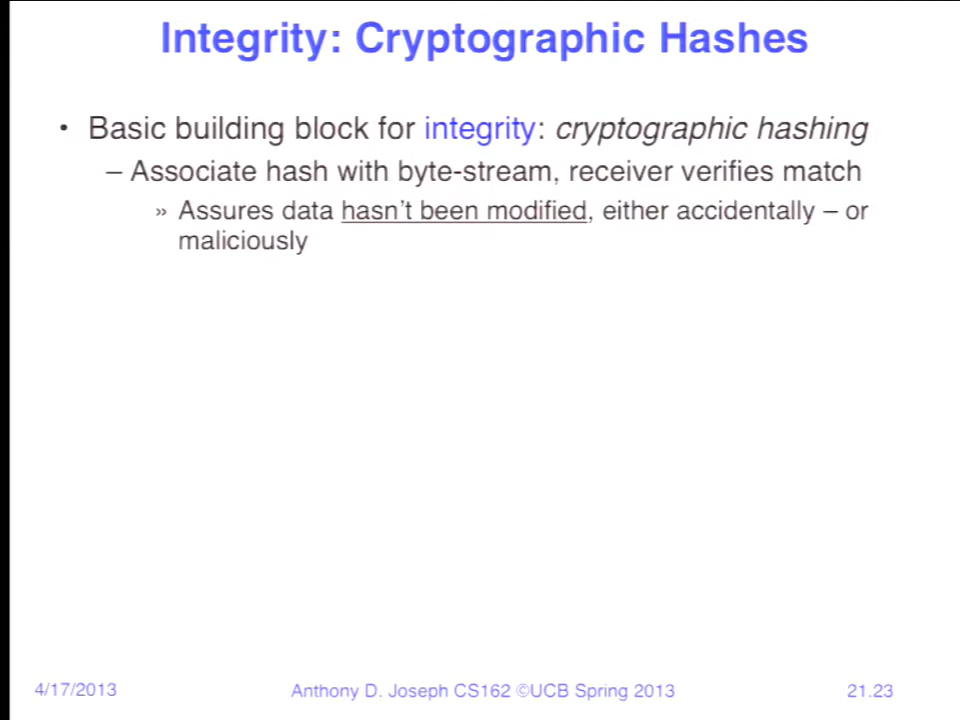 Integrity: Cryptographic Hashes
• Basic building block for integrity: cryptographic hashing
– Associate hash with byte-stream, receiver verifies match
» Assures data hasn't been modified, either accidentally – or
maliciously
4/17/2013
Anthony D. Joseph CS162 ©UCB Spring 2013
21.23